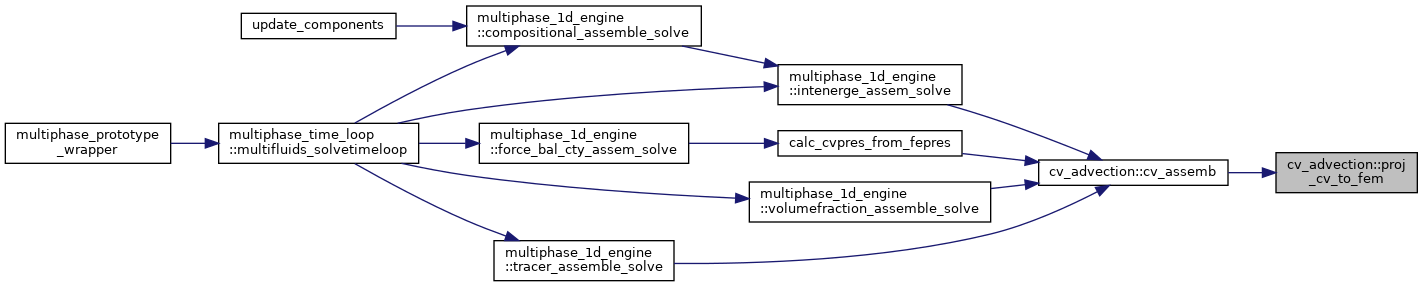 update_components
multiphase_1d_engine
::compositional_assemble_solve
multiphase_1d_engine
::intenerge_assem_solve
multiphase_prototype
_wrapper
multiphase_time_loop
::multifluids_solvetimeloop
multiphase_1d_engine
::force_bal_cty_assem_solve
calc_cvpres_from_fepres
cv_advection::cv_assemb
cv_advection::proj
_cv_to_fem
multiphase_1d_engine
::volumefraction_assemble_solve
multiphase_1d_engine
::tracer_assemble_solve